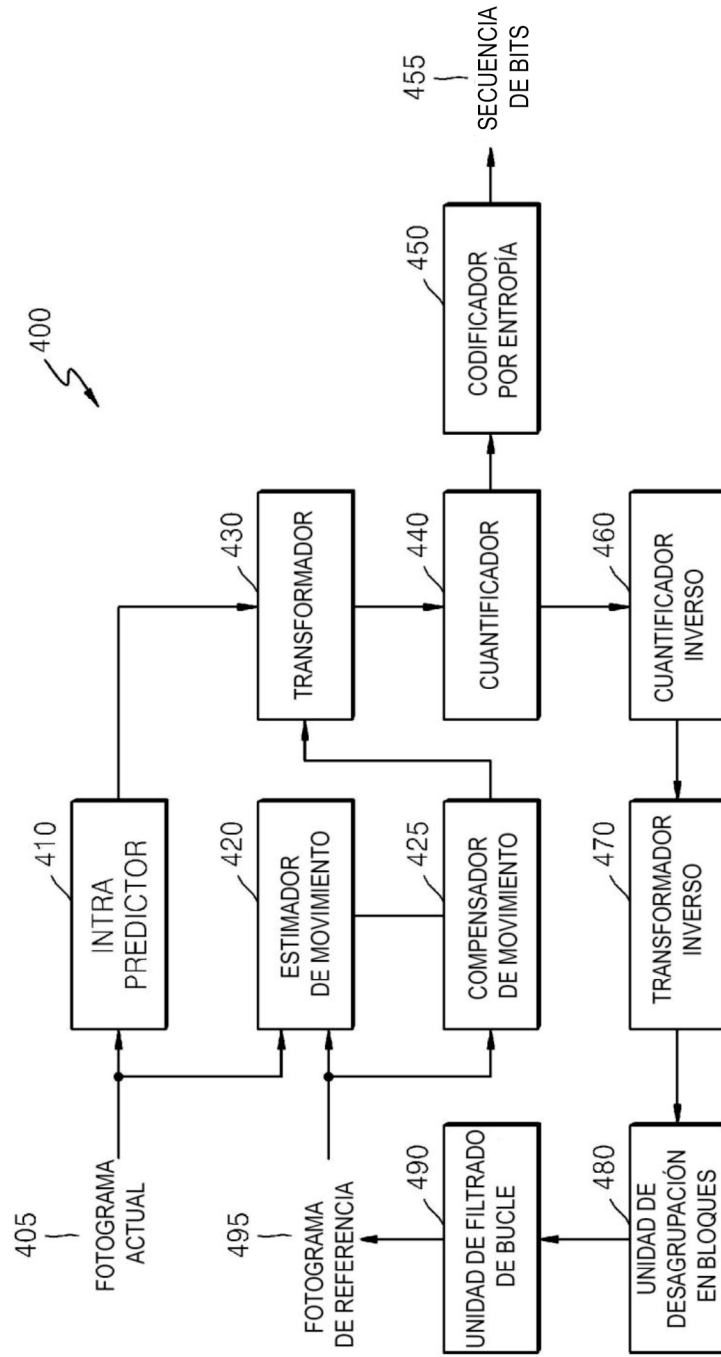 400
405
FOTOGRAMA
ACTUAL
410
INTRA
PREDICTOR
495
FOTOGRAMA
DE REFERENCIA
420
ESTIMADOR
DE MOVIMIENTO
430
TRANSFORMADOR
425
COMPENSADOR
DE MOVIMIENTO
440
CUANTIFICADOR
450
CODIFICADOR
POR ENTROPÍA
455
SECUENCIA
DE BITS
490
UNIDAD DE FILTRADO
DE BUCLE
480
UNIDAD DE
DESAGRUPACIÓN
EN BLOQUES
470
TRANSFORMADOR
INVERSO
460
CUANTIFICADOR
INVERSO